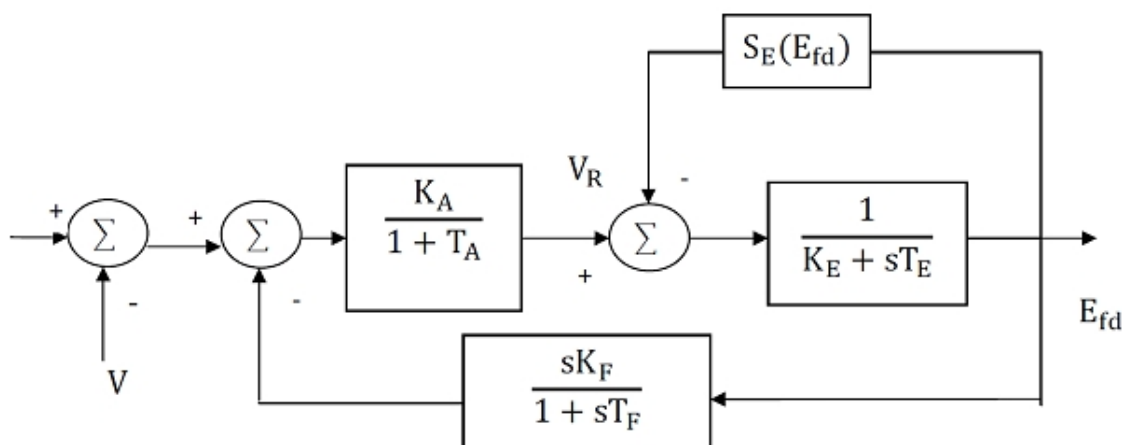 S_E(E_fd)
V_R
-
+
+
Σ
Σ
K_A
1 + T_A
Σ
1
K_E + sT_E
+
-
-
V
sK_F
1 + sT_F
E_fd